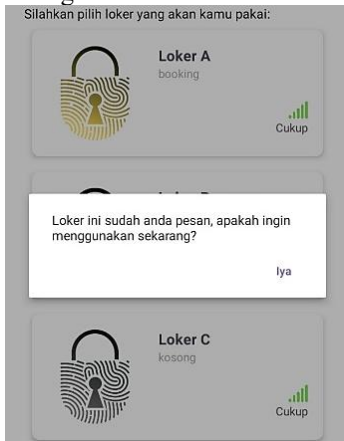 Silahkan pilih loker yang akan kamu pakai:
Loker A
booking
Cukup
Loker ini sudah anda pesan, apakah ingin
menggunakan sekarang?
Iya
Loker C
kosong
Cukup